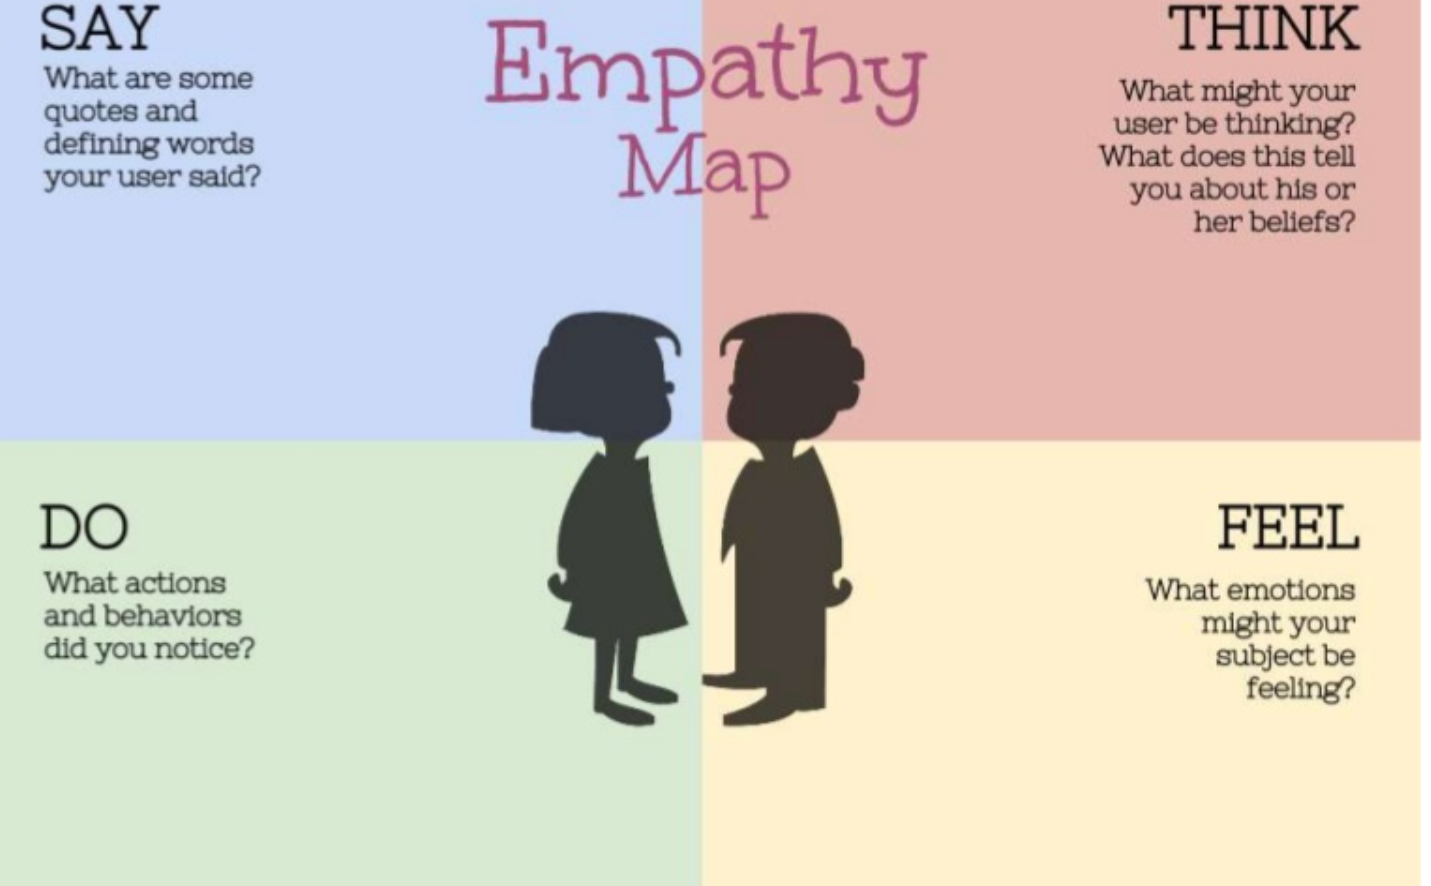 SAY
What are some
quotes and
defining words
your user said?
Empathy
Map
THINK
What might your
user be thinking?
What does this tell
you about his or
her beliefs?
DO
What actions
and behaviors
did you notice?
FEEL
What emotions
might your
subject be
feeling?